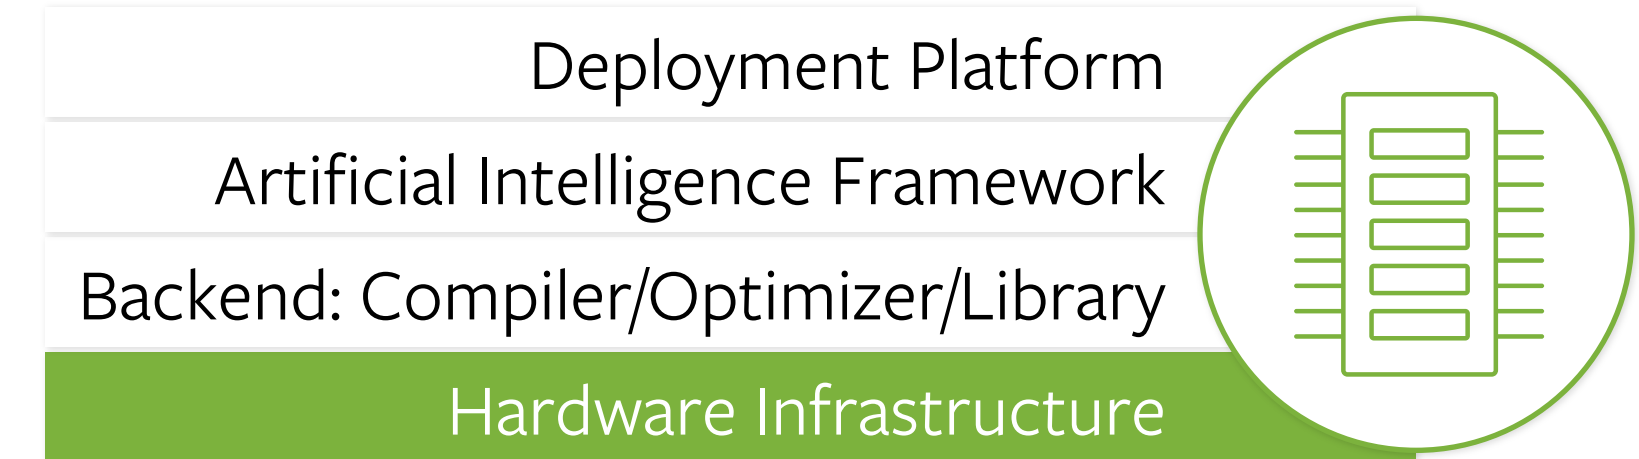 Deployment Platform
Artificial Intelligence Framework
Backend: Compiler/Optimizer/Library
Hardware Infrastructure